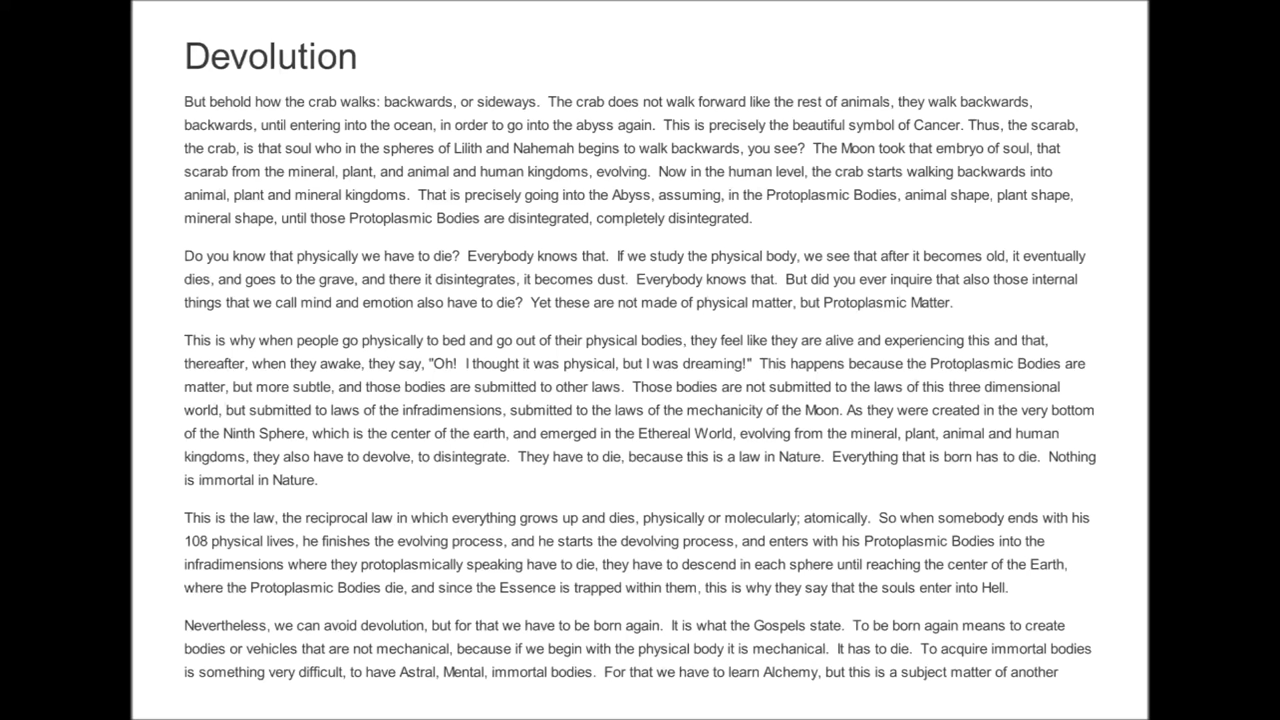 Devolution
But behold how the crab walks: backwards, or sideways.  The crab does not walk forward like the rest of animals, they walk backwards,
backwards, until entering into the ocean, in order to go into the abyss again.  This is precisely the beautiful symbol of Cancer. Thus, the scarab,
the crab, is that soul who in the spheres of Lilith and Nahemah begins to walk backwards, you see?  The Moon took that embryo of soul, that
scarab from the mineral, plant, and animal and human kingdoms, evolving.  Now in the human level, the crab starts walking backwards into
animal, plant and mineral kingdoms.  That is precisely going into the Abyss, assuming, in the Protoplasmic Bodies, animal shape, plant shape,
mineral shape, until those Protoplasmic Bodies are disintegrated, completely disintegrated.
Do you know that physically we have to die?  Everybody knows that.  If we study the physical body, we see that after it becomes old, it eventually
dies, and goes to the grave, and there it disintegrates, it becomes dust.  Everybody knows that.  But did you ever inquire that also those internal
things that we call mind and emotion also have to die?  Yet these are not made of physical matter, but Protoplasmic Matter.
This is why when people go physically to bed and go out of their physical bodies, they feel like they are alive and experiencing this and that,
thereafter, when they awake, they say, "Oh!  I thought it was physical, but I was dreaming!"  This happens because the Protoplasmic Bodies are
matter, but more subtle, and those bodies are submitted to other laws.  Those bodies are not submitted to the laws of this three dimensional
world, but submitted to laws of the infradimensions, submitted to the laws of the mechanicity of the Moon. As they were created in the very bottom
of the Ninth Sphere, which is the center of the earth, and emerged in the Ethereal World, evolving from the mineral, plant, animal and human
kingdoms, they also have to devolve, to disintegrate.  They have to die, because this is a law in Nature.  Everything that is born has to die.  Nothing
is immortal in Nature.
This is the law, the reciprocal law in which everything grows up and dies, physically or molecularly; atomically.  So when somebody ends with his
108 physical lives, he finishes the evolving process, and he starts the devolving process, and enters with his Protoplasmic Bodies into the
infradimensions where they protoplasmically speaking have to die, they have to descend in each sphere until reaching the center of the Earth,
where the Protoplasmic Bodies die, and since the Essence is trapped within them, this is why they say that the souls enter into Hell.
Nevertheless, we can avoid devolution, but for that we have to be born again.  It is what the Gospels state.  To be born again means to create
bodies or vehicles that are not mechanical, because if we begin with the physical body it is mechanical.  It has to die.  To acquire immortal bodies
is something very difficult, to have Astral, Mental, immortal bodies.  For that we have to learn Alchemy, but this is a subject matter of another